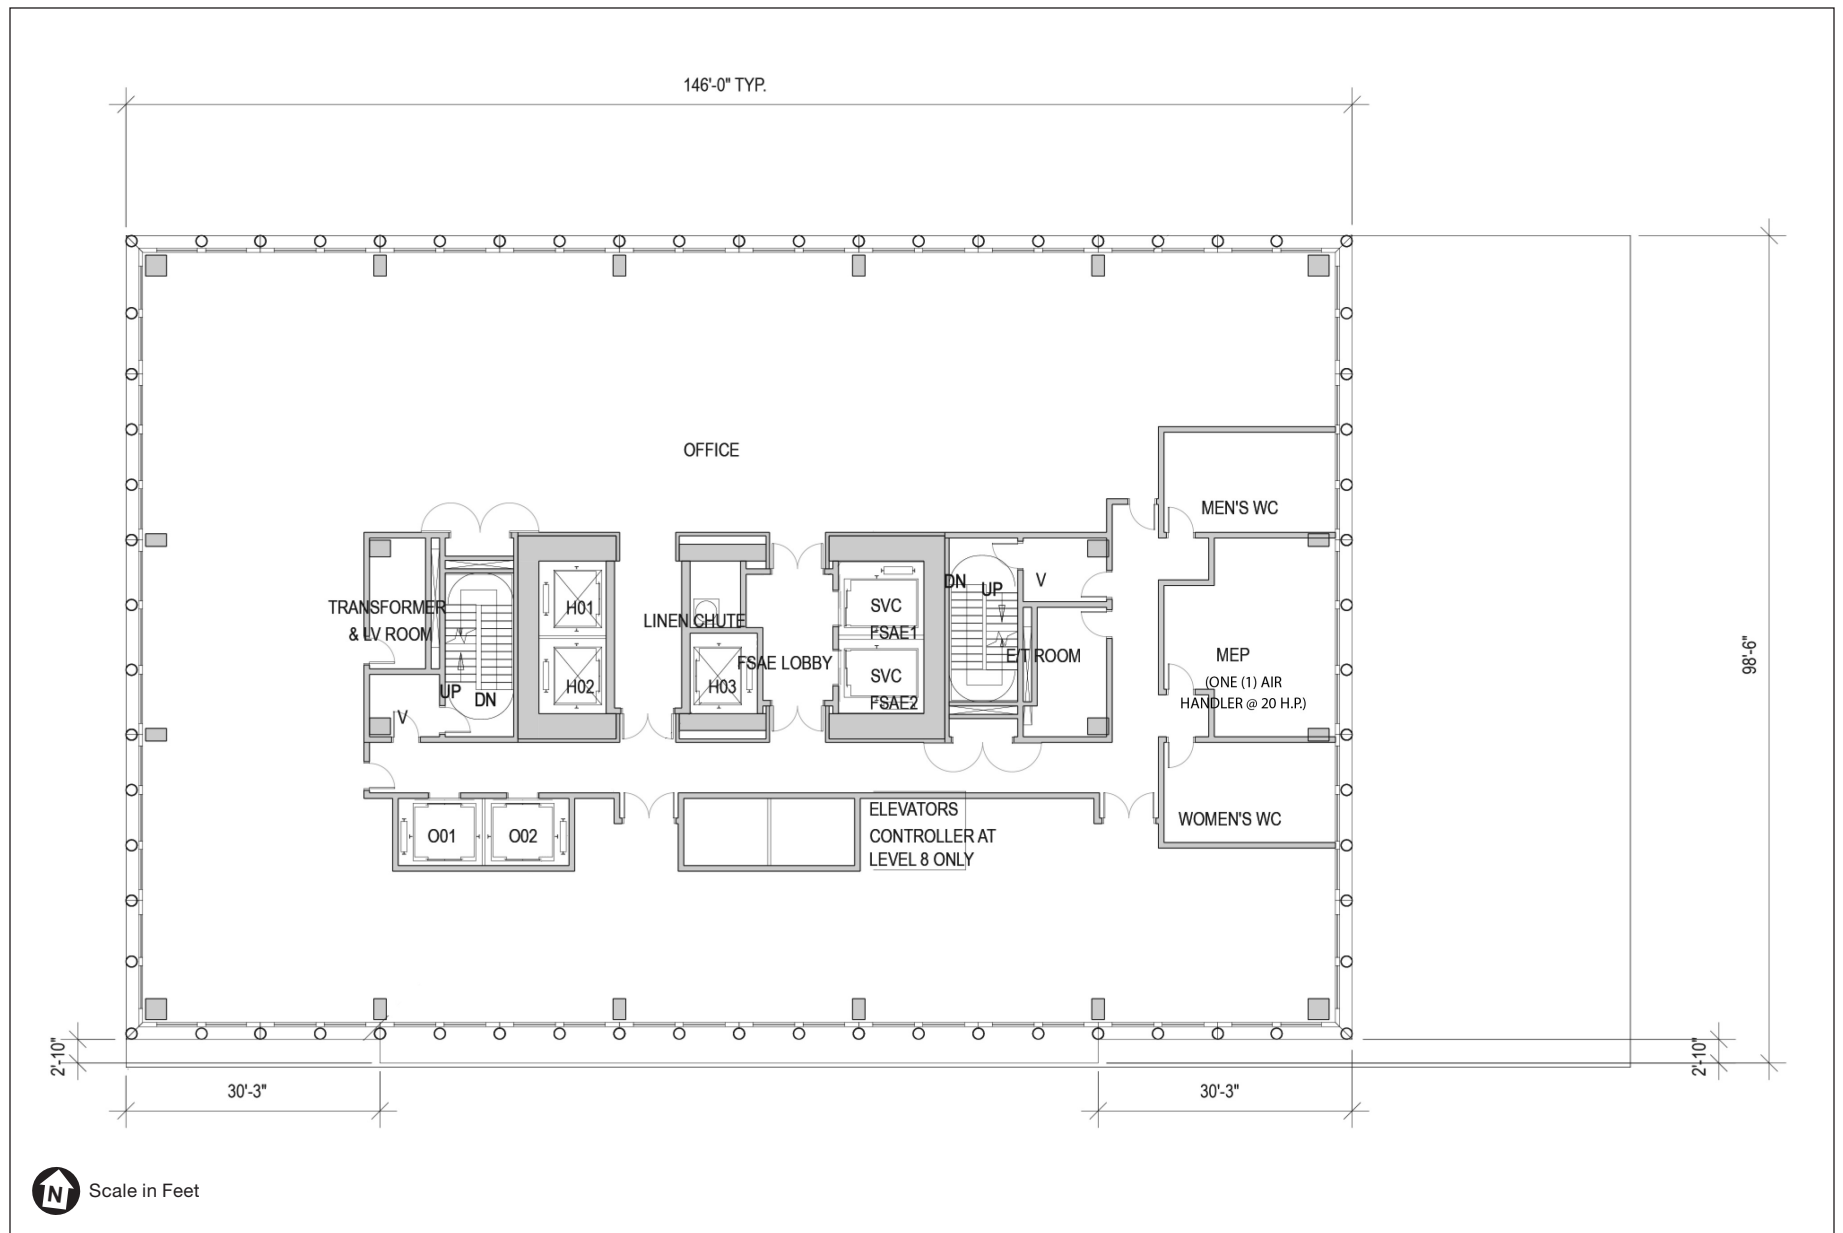 146'-0" TYP.
OFFICE
MEN'S WC
TRANSFORMER
& LV ROOM
UP
DN
V
H01
H02
LINEN CHUTE
H03
FSAE LOBBY
SVC
FSAE1
SVC
FSAE2
DN
UP
V
E/T ROOM
MEP
(ONE (1) AIR
HANDLER @ 20 H.P.)
98'-6"
O01
O02
ELEVATORS
CONTROLLER AT
LEVEL 8 ONLY
WOMEN'S WC
2'-10"
2'-10"
30'-3"
30'-3"
N
Scale in Feet